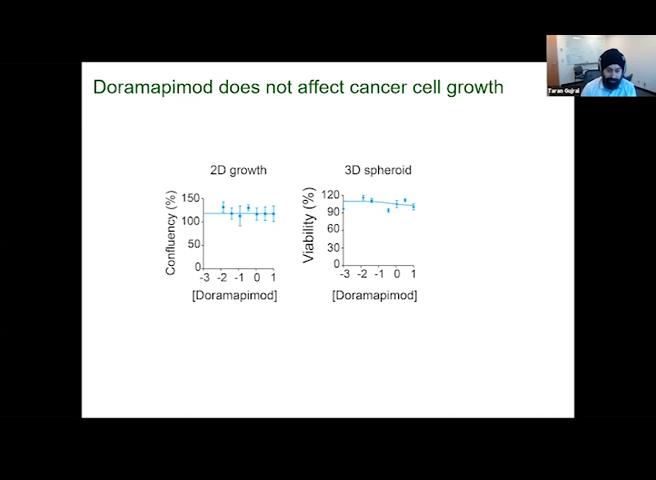 Doramapimod does not affect cancer cell growth
Taran Gujral
2D growth
Confluency (%)
150
100
50
0
-3 -2 -1 0 1
[Doramapimod]
3D spheroid
Viability (%)
120
90
60
30
0
-3 -2 -1 0 1
[Doramapimod]